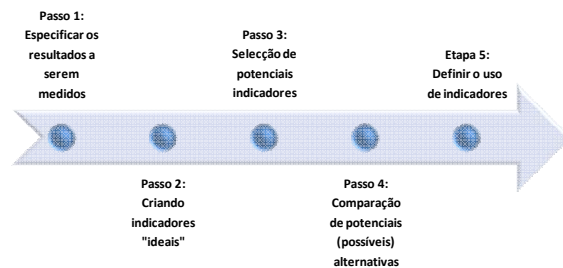 Passo 1:
Especificar os
resultados a
serem
medidos
Passo 2:
Criando
indicadores
"ideais"
Passo 3:
Selecção de
potenciais
indicadores
Passo 4:
Comparação
de potenciais
(possíveis)
alternativas
Etapa 5:
Definir o uso
de indicadores